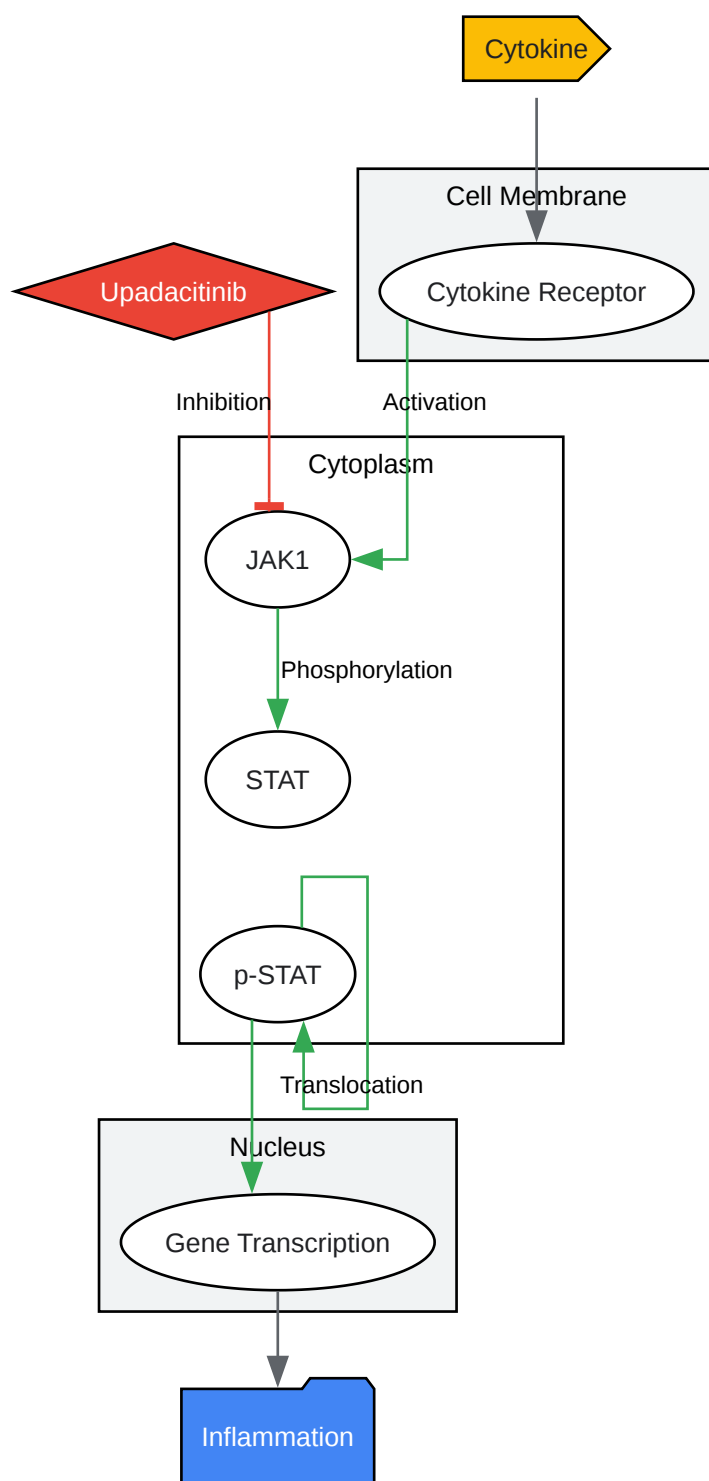 Cytokine
Cell Membrane
Cytokine Receptor
Upadacitinib
Inhibition
Activation
Cytoplasm
JAK1
Phosphorylation
STAT
p-STAT
Translocation
Nucleus
Gene Transcription
Inflammation